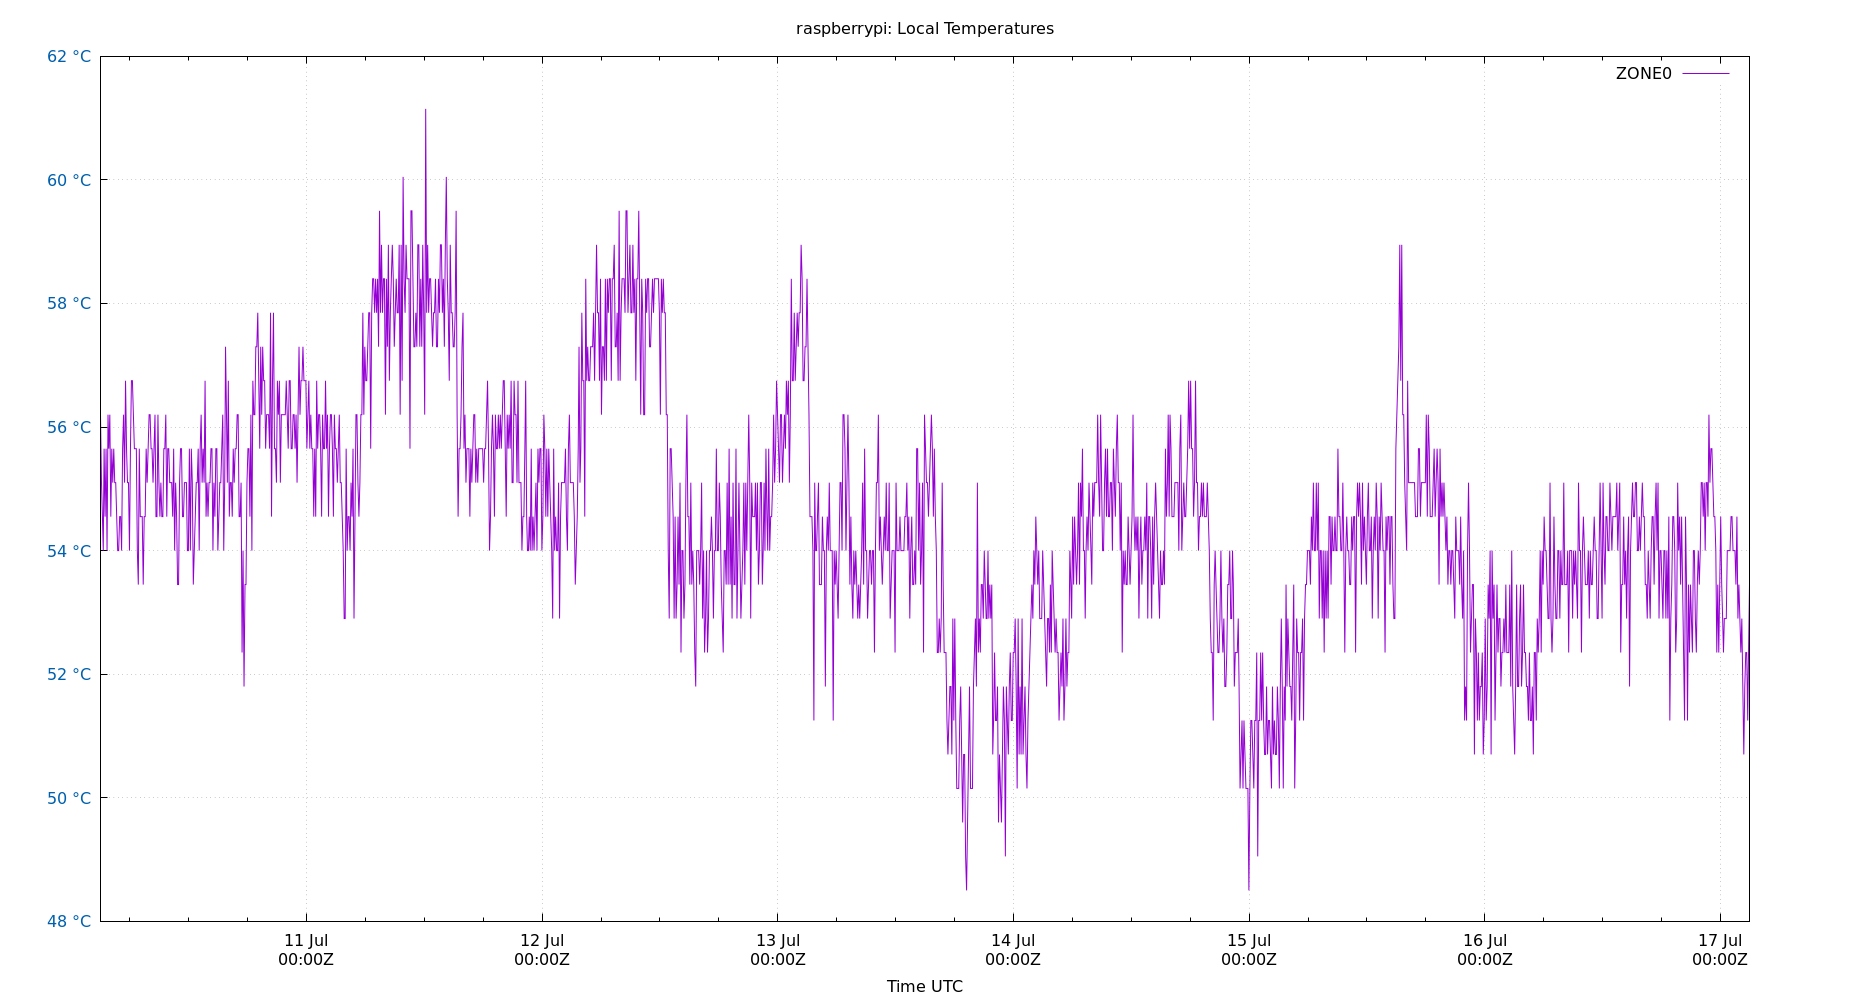 raspberrypi: Local Temperatures
62 °C
ZONE0
60 °C
58 °C
56 °C
54 °C
52 °C
50 °C
48 °C
11 Jul 12 Jul 13 Jul 14 Jul 15 Jul 16 Jul 17 Jul
00:00Z 00:00Z 00:00Z 00:00Z 00:00Z 00:00Z 00:00Z
Time UTC